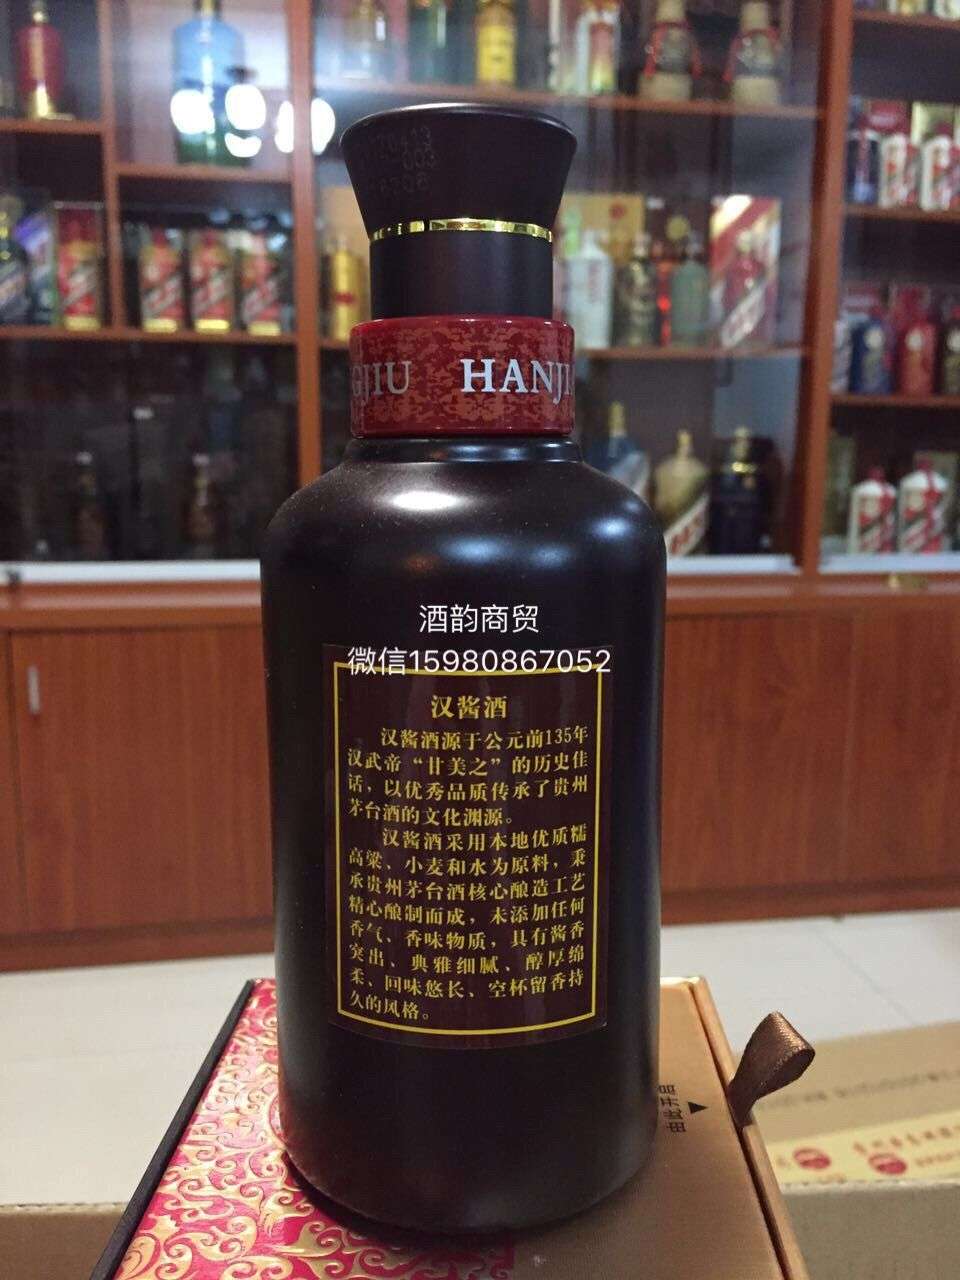 GJIU HANJI
酒韵商贸
微信15980867052
汉酱酒
汉酱酒源于公元前135年
汉武帝“甘美之”的历史佳
话，以优秀品质传承了贵州
茅台酒的文化渊源。
汉酱酒采用本地优质糯
高粱、小麦和水为原料，秉
承贵州茅台酒核心酿造工艺
精心酿制而成，未添加任何
香气、香味物质，具有酱香
突出、典雅细腻、醇厚绵
柔、回味悠长、空杯留香持
久的风格。
由此开启